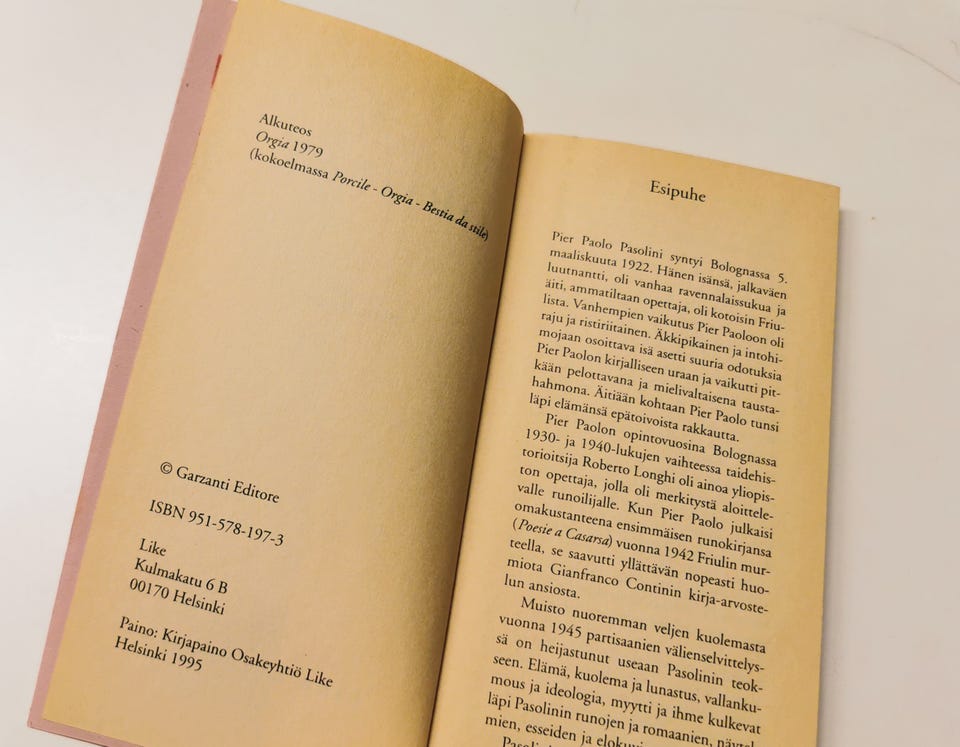 Alkuteos
Orgia 1979
(kokoelmassa Porcile - Orgia - Bestia da stile)
© Garzanti Editore
ISBN 951-578-197-3
Like
Kulmakatu 6 B
00170 Helsinki
Paino: Kirjapaino Osakeyhtiö Like
Helsinki 1995
Esipuhe
Pier Paolo Pasolini syntyi Bolognassa 5.
maaliskuuta 1922. Hänen isänsä, jalkaväen
luutnantti, oli vanhaa ravennalaissukua ja
äiti, ammatiltaan opettaja, oli kotoisin Friu-
lista. Vanhempien vaikutus Pier Paoloon oli
raju ja ristiriitainen. Äkkipikainen ja intohi-
mojaan osoittava isä asetti suuria odotuksia
Pier Paolon kirjalliseen uraan ja vaikutti pit-
kään pelottavana ja mielivaltaisena tausta-
hahmona. Äitiään kohtaan Pier Paolo tunsi
läpi elämänsä epätoivoista rakkautta.
Pier Paolon opintovuosina Bolognassa
1930- ja 1940-lukujen vaihteessa taidehis-
torioitsija Roberto Longhi oli ainoa yliopis-
ton opettaja, jolla oli merkitystä aloittele-
valle runoilijalle. Kun Pier Paolo julkaisi
omakustanteena ensimmäisen runokirjansa
(Poesie a Casarsa) vuonna 1942 Friulin mur-
teella, se saavutti yllättävän nopeasti huo-
miota Gianfranco Continin kirja-arvoste-
lun ansiosta.
Muisto nuoremman veljen kuolemasta
vuonna 1945 partisaanien välienselvittelys-
sä on heijastunut useaan Pasolinin teok-
seen. Elämä, kuolema ja lunastus, vallanku-
mous ja ideologia, myytti ja ihme kulkevat
läpi Pasolinin runojen ja romaanien, näytel-
mien, esseiden ja